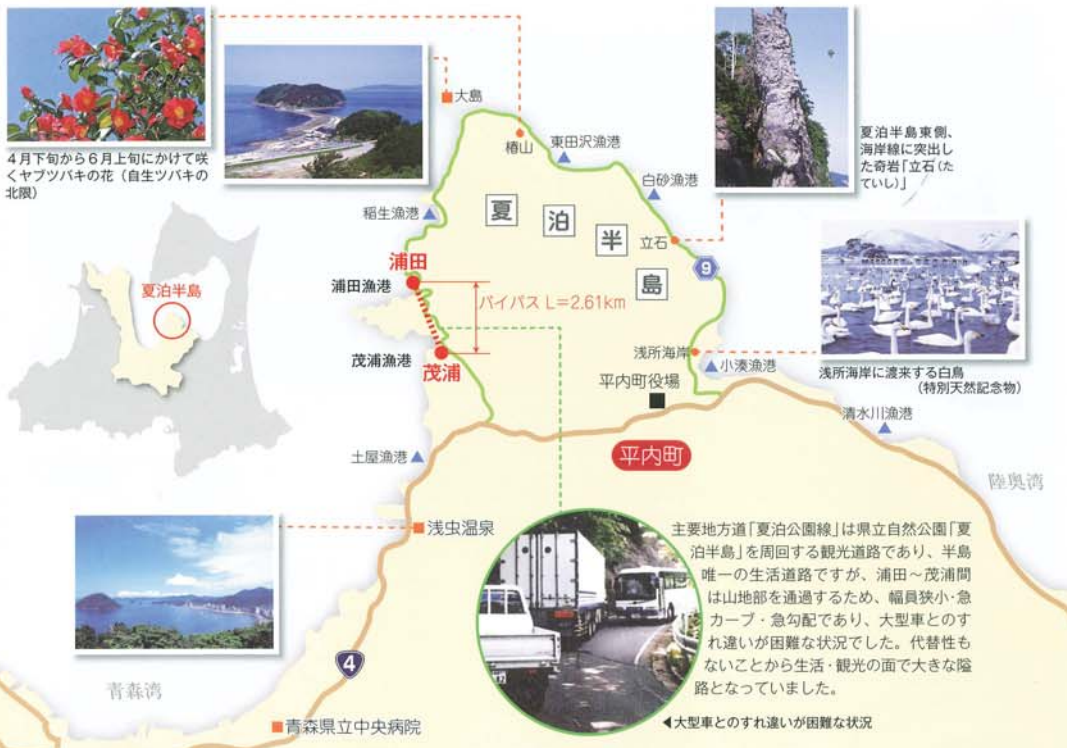 4月下旬から6月上旬にかけて咲
くヤブツバキの花（自生ツバキの
北限）
大島
椿山
東田沢漁港
白砂漁港
夏泊半島東側、
海岸線に突出し
た奇岩「立石（た
ていし）」
稲生漁港
夏泊半島
立石
9
夏泊半島
浦田
浦田漁港
バイパス L=2.61km
茂浦漁港
茂浦
浅所海岸
小湊漁港
浅所海岸に渡来する白鳥
（特別天然記念物）
平内町役場
清水川漁港
平内町
土屋漁港
陸奥湾
浅虫温泉
主要地方道「夏泊公園線」は県立自然公園「夏
泊半島」を周回する観光道路であり、半島
唯一の生活道路ですが、浦田～茂浦間
は山地部を通過するため、幅員狭小・急
カーブ・急勾配であり、大型車とのす
れ違いが困難な状況でした。代替性も
ないことから生活・観光の面で大きな隘
路となっていました。
4
青森湾
青森県立中央病院
◀大型車とのすれ違いが困難な状況